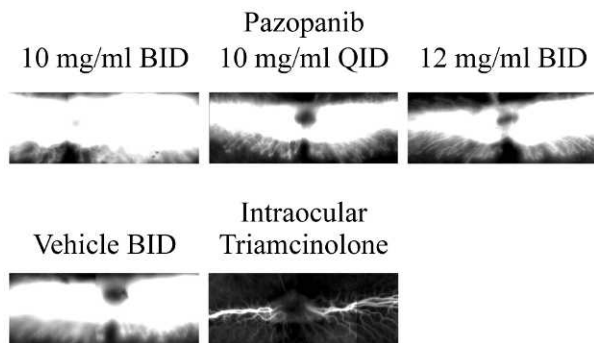 Pazopanib
10 mg/ml BID 10 mg/ml QID 12 mg/ml BID
Vehicle BID
Intraocular
Triamcinolone